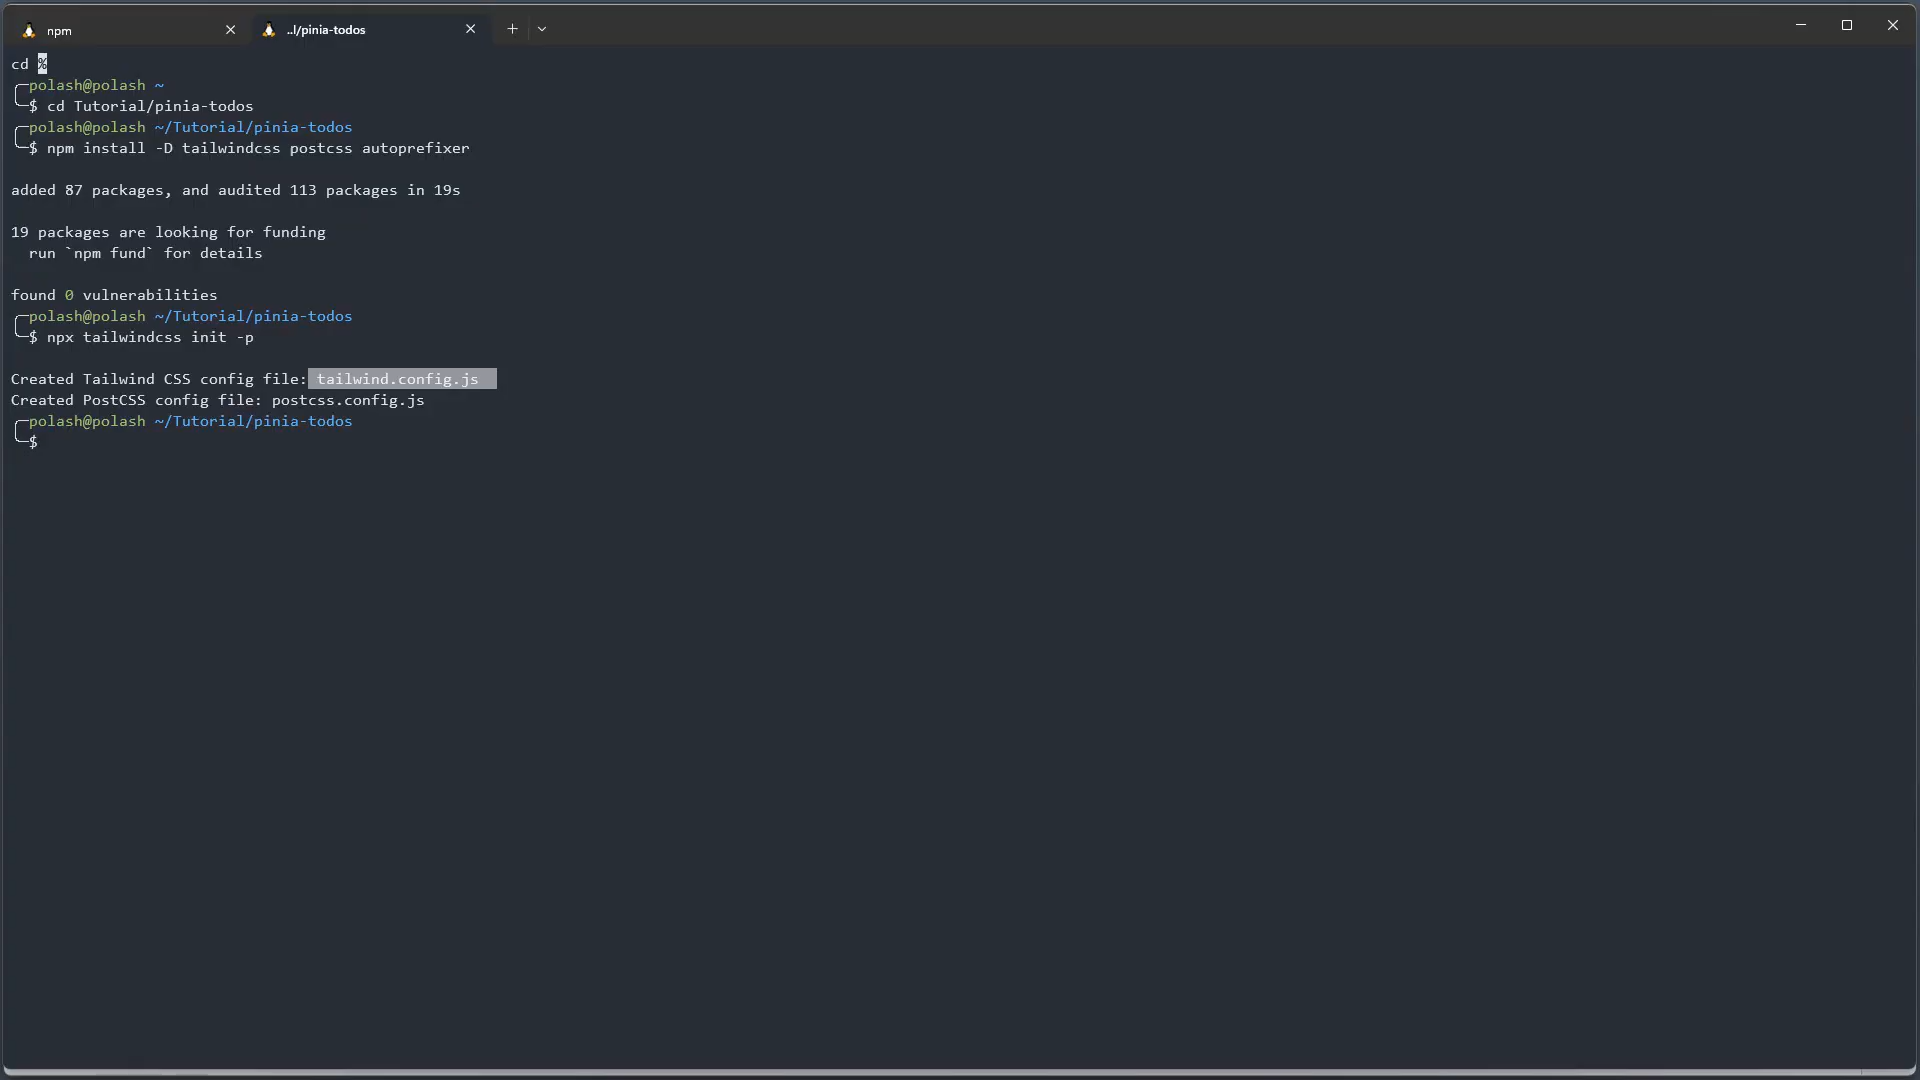 npm
..l/pinia-todos
cd %
polash@polash ~
$ cd Tutorial/pinia-todos
polash@polash ~/Tutorial/pinia-todos
$ npm install -D tailwindcss postcss autoprefixer
added 87 packages, and audited 113 packages in 19s
19 packages are looking for funding
run `npm fund` for details
found 0 vulnerabilities
polash@polash ~/Tutorial/pinia-todos
$ npx tailwindcss init -p
Created Tailwind CSS config file: tailwind.config.js
Created PostCSS config file: postcss.config.js
polash@polash ~/Tutorial/pinia-todos
$